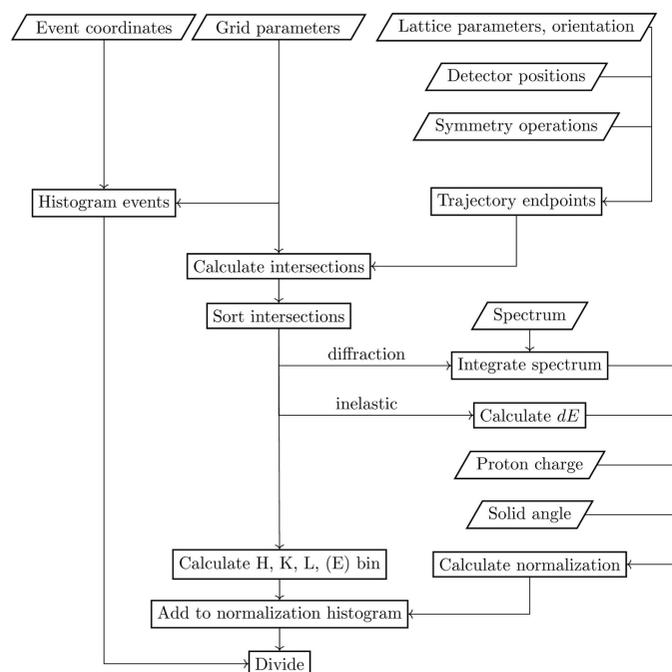 Event coordinates
Grid parameters
Lattice parameters, orientation
Detector positions
Symmetry operations
Histogram events
Trajectory endpoints
Calculate intersections
Sort intersections
Spectrum
diffraction
Integrate spectrum
inelastic
Calculate dE
Proton charge
Solid angle
Calculate H, K, L, (E) bin
Calculate normalization
Add to normalization histogram
Divide